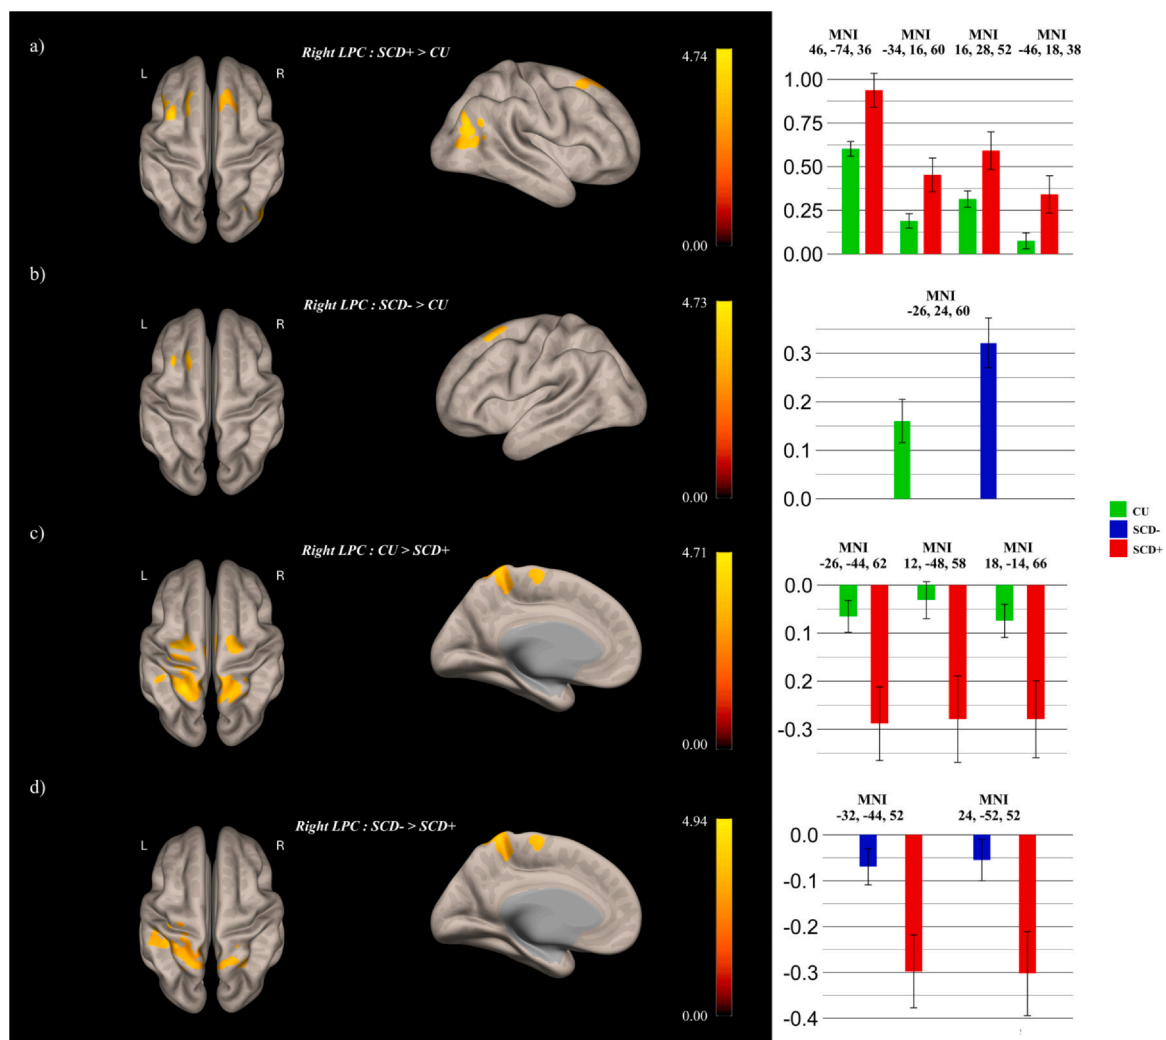 a)
Right LPC : SCD+ > CU
L
R
4.74
0.00
MNI MNI MNI MNI
46, -74, 36 -34, 16, 60 16, 28, 52 -46, 18, 38
1.00
0.75
0.50
0.25
0.00
b)
Right LPC : SCD- > CU
L
R
4.73
0.00
MNI
-26, 24, 60
0.3
0.2
0.1
0.0
CU
SCD-
SCD+
c)
Right LPC : CU > SCD+
L
R
4.71
0.00
MNI MNI MNI
-26, -44, 62 12, -48, 58 18, -14, 66
0.0
0.1
0.2
-0.3
d)
Right LPC : SCD- > SCD+
L
R
4.94
0.00
MNI MNI
-32, -44, 52 24, -52, 52
0.0
-0.1
-0.2
-0.3
-0.4